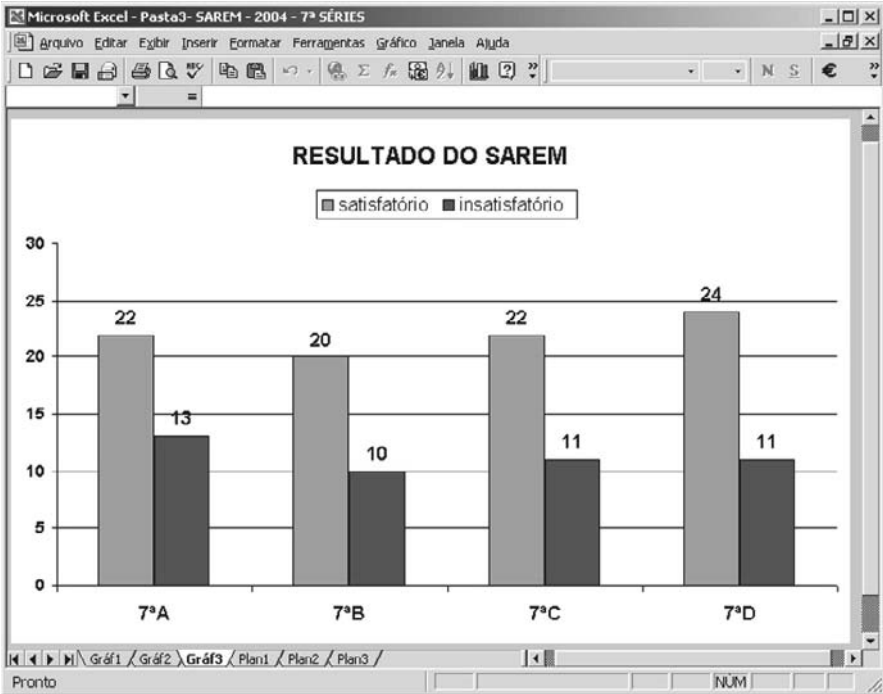 Microsoft Excel - Pasta3- SAREM - 2004 - 7ª SÉRIES
Arquivo Editar Exibir Inserir Formatar Ferramentas Gráfico Janela Ajuda
N S €
=
RESULTADO DO SAREM
satisfatório insatisfatório
30
25
20
15
10
5
0
22 13 20 10 22 11 24 11
7ªA 7ªB 7ªC 7ªD
Gráf1 Gráf2 Gráf3 Plan1 Plan2 Plan3
Pronto NÚM